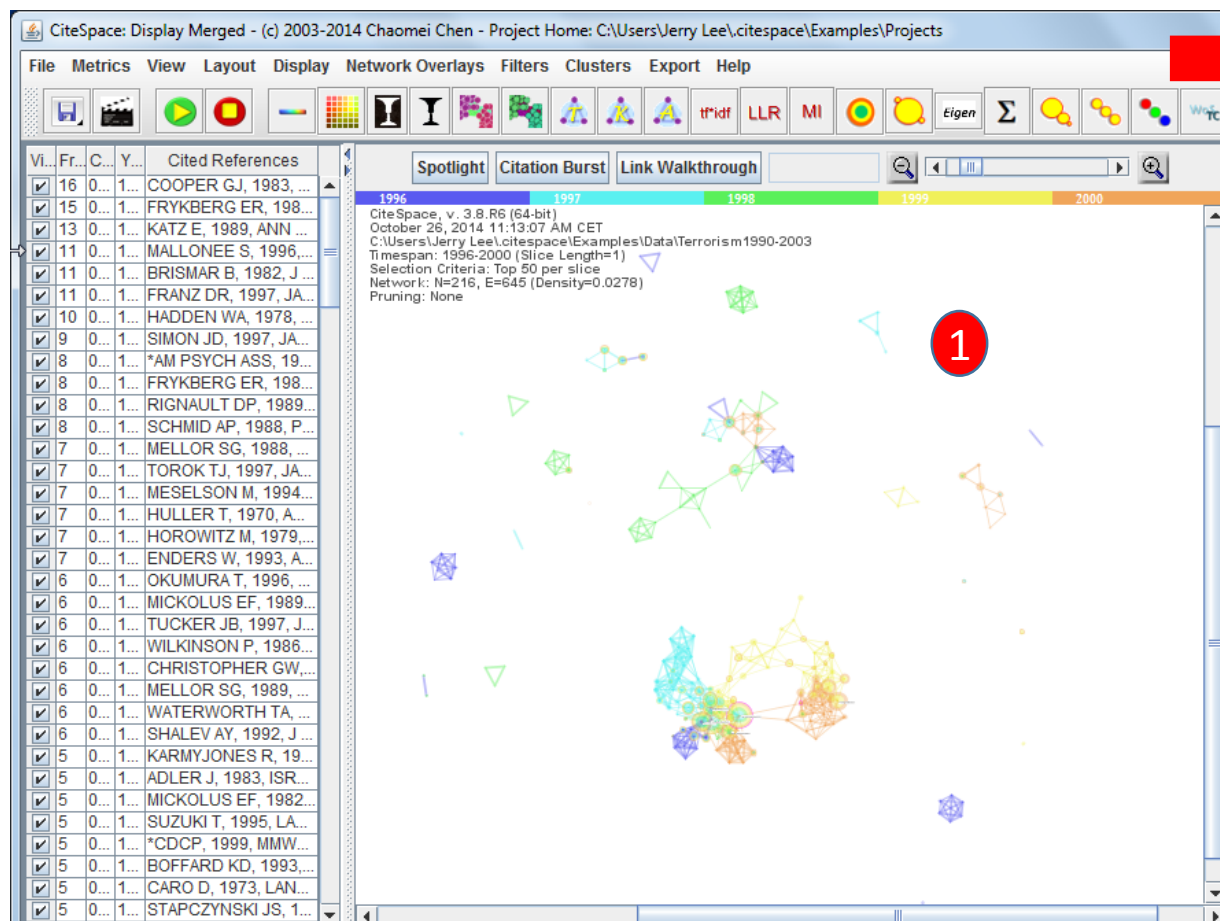 CiteSpace: Display Merged - (c) 2003-2014 Chaomei Chen - Project Home: C:\Users\Jerry Lee\.citespace\Examples\Projects
File Metrics View Layout Display Network Overlays Filters Clusters Export Help
T K A tf*idf LLR MI Eigen Σ
Vi... Fr... C... Y... Cited References
Spotlight Citation Burst Link Walkthrough
1996 1997 1998 1999 2000
CiteSpace, v. 3.8.R6 (64-bit)
October 26, 2014 11:13:07 AM CET
C:\Users\Jerry Lee\.citespace\Examples\Data\Terrorism1990-2003
Timespan: 1996-2000 (Slice Length=1)
Selection Criteria: Top 50 per slice
Network: N=216, E=645 (Density=0.0278)
Pruning: None
1
16 0... 1... COOPER GJ, 1983, ...
15 0... 1... FRYKBERG ER, 198...
13 0... 1... KATZ E, 1989, ANN ...
11 0... 1... MALLONEE S, 1996,...
11 0... 1... BRISMAR B, 1982, J ...
11 0... 1... FRANZ DR, 1997, JA...
10 0... 1... HADDEN WA, 1978, ...
9 0... 1... SIMON JD, 1997, JA...
8 0... 1... *AM PSYCH ASS, 19...
8 0... 1... FRYKBERG ER, 198...
8 0... 1... RIGNAULT DP, 1989...
8 0... 1... SCHMID AP, 1988, P...
7 0... 1... MELLOR SG, 1988, ...
7 0... 1... TOROK TJ, 1997, JA...
7 0... 1... MESELSON M, 1994...
7 0... 1... HULLER T, 1970, A...
7 0... 1... HOROWITZ M, 1979,...
7 0... 1... ENDERS W, 1993, A...
6 0... 1... OKUMURA T, 1996, ...
6 0... 1... MICKOLUS EF, 1989...
6 0... 1... TUCKER JB, 1997, J...
6 0... 1... WILKINSON P, 1986...
6 0... 1... CHRISTOPHER GW,...
6 0... 1... MELLOR SG, 1989, ...
6 0... 1... WATERWORTH TA, ...
6 0... 1... SHALEV AY, 1992, J ...
5 0... 1... KARMYJONES R, 19...
5 0... 1... ADLER J, 1983, ISR...
5 0... 1... MICKOLUS EF, 1982...
5 0... 1... SUZUKI T, 1995, LA...
5 0... 1... *CDCP, 1999, MMW...
5 0... 1... BOFFARD KD, 1993,...
5 0... 1... CARO D, 1973, LAN...
5 0... 1... STAPCZYNSKI JS, 1...